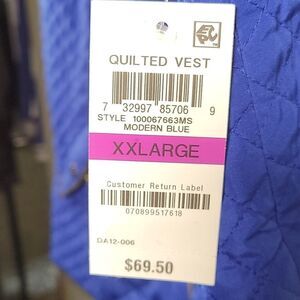 QUILTED VEST
7 32997 85706 9
STYLE 100067663MS
MODERN BLUE
XXLARGE
Customer Return Label
070899517618
DA12-006
$69.50